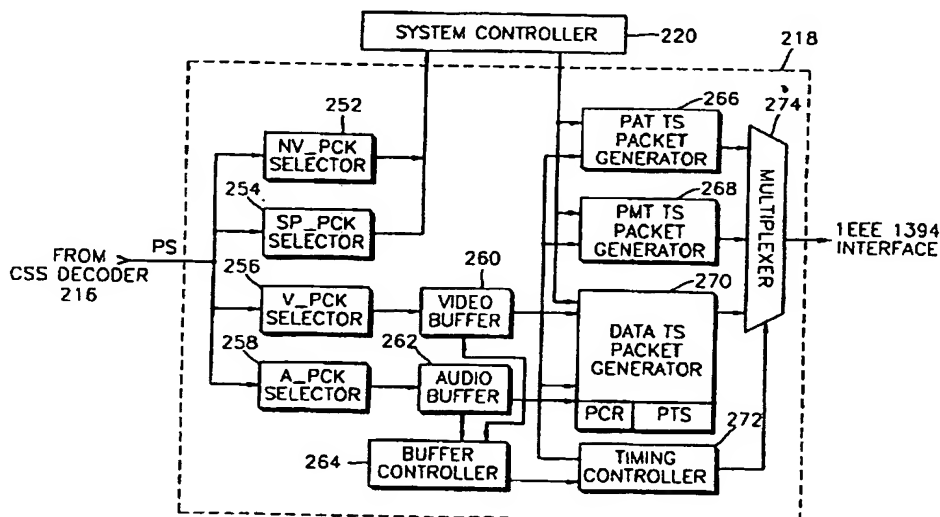 SYSTEM CONTROLLER
220
218
252
NV_PCK
SELECTOR
266
PAT TS
PACKET
GENERATOR
274
254
SP_PCK
SELECTOR
268
PMT TS
PACKET
GENERATOR
MULTIPLEXER
1EEE 1394
INTERFACE
FROM
CSS DECODER
216
PS
256
V_PCK
SELECTOR
260
VIDEO
BUFFER
270
DATA TS
PACKET
GENERATOR
PCR
PTS
258
A_PCK
SELECTOR
262
AUDIO
BUFFER
264
BUFFER
CONTROLLER
272
TIMING
CONTROLLER